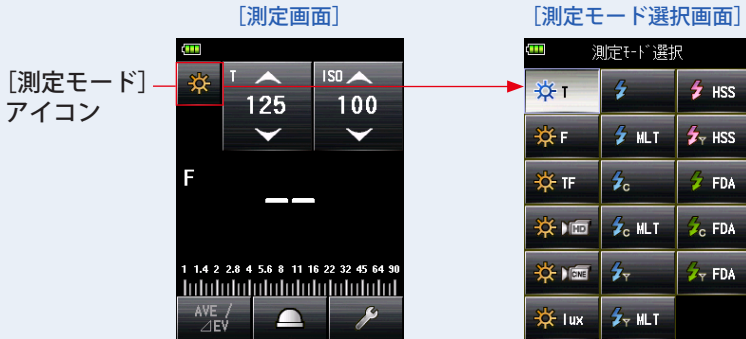 [測定画面]
[測定モード選択画面]
[測定モード]
アイコン
T
125
ISO
100
F
1 1.4 2 2.8 4 5.6 8 11 16 22 32 45 64 90
AVE /
⊿EV
測定ﾓｰﾄﾞ選択
T
HSS
F
MLT
HSS
TF
C
FDA
HD
C MLT
C FDA
CINE
FDA
lux
MLT